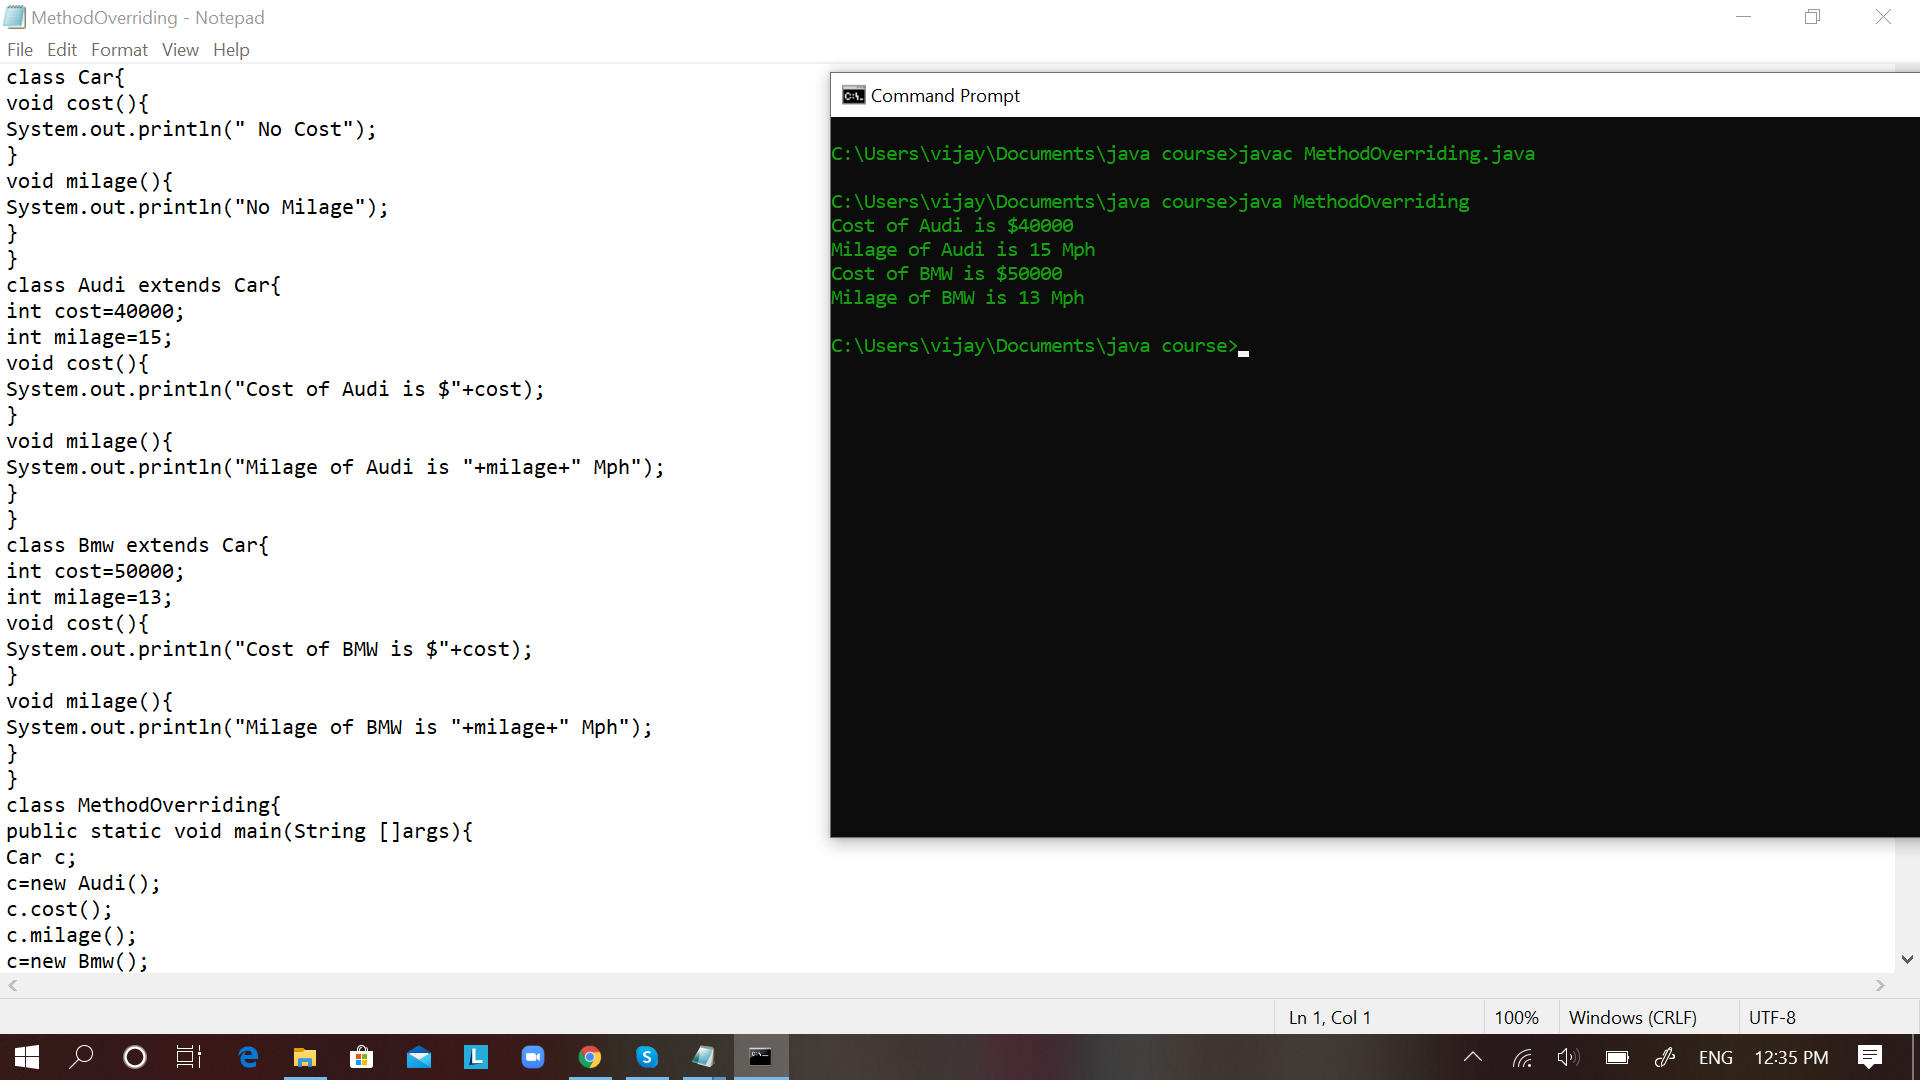 MethodOverriding - Notepad
File Edit Format View Help
class Car{
void cost(){
System.out.println(" No Cost");
}
void milage(){
System.out.println("No Milage");
}
}
class Audi extends Car{
int cost=40000;
int milage=15;
void cost(){
System.out.println("Cost of Audi is $"+cost);
}
void milage(){
System.out.println("Milage of Audi is "+milage+" Mph");
}
}
class Bmw extends Car{
int cost=50000;
int milage=13;
void cost(){
System.out.println("Cost of BMW is $"+cost);
}
void milage(){
System.out.println("Milage of BMW is "+milage+" Mph");
}
}
class MethodOverriding{
public static void main(String []args){
Car c;
c=new Audi();
c.cost();
c.milage();
c=new Bmw();
Command Prompt
C:\Users\vijay\Documents\java course>javac MethodOverriding.java
C:\Users\vijay\Documents\java course>java MethodOverriding
Cost of Audi is $40000
Milage of Audi is 15 Mph
Cost of BMW is $50000
Milage of BMW is 13 Mph
C:\Users\vijay\Documents\java course>
Ln 1, Col 1 100% Windows (CRLF) UTF-8
ENG 12:35 PM